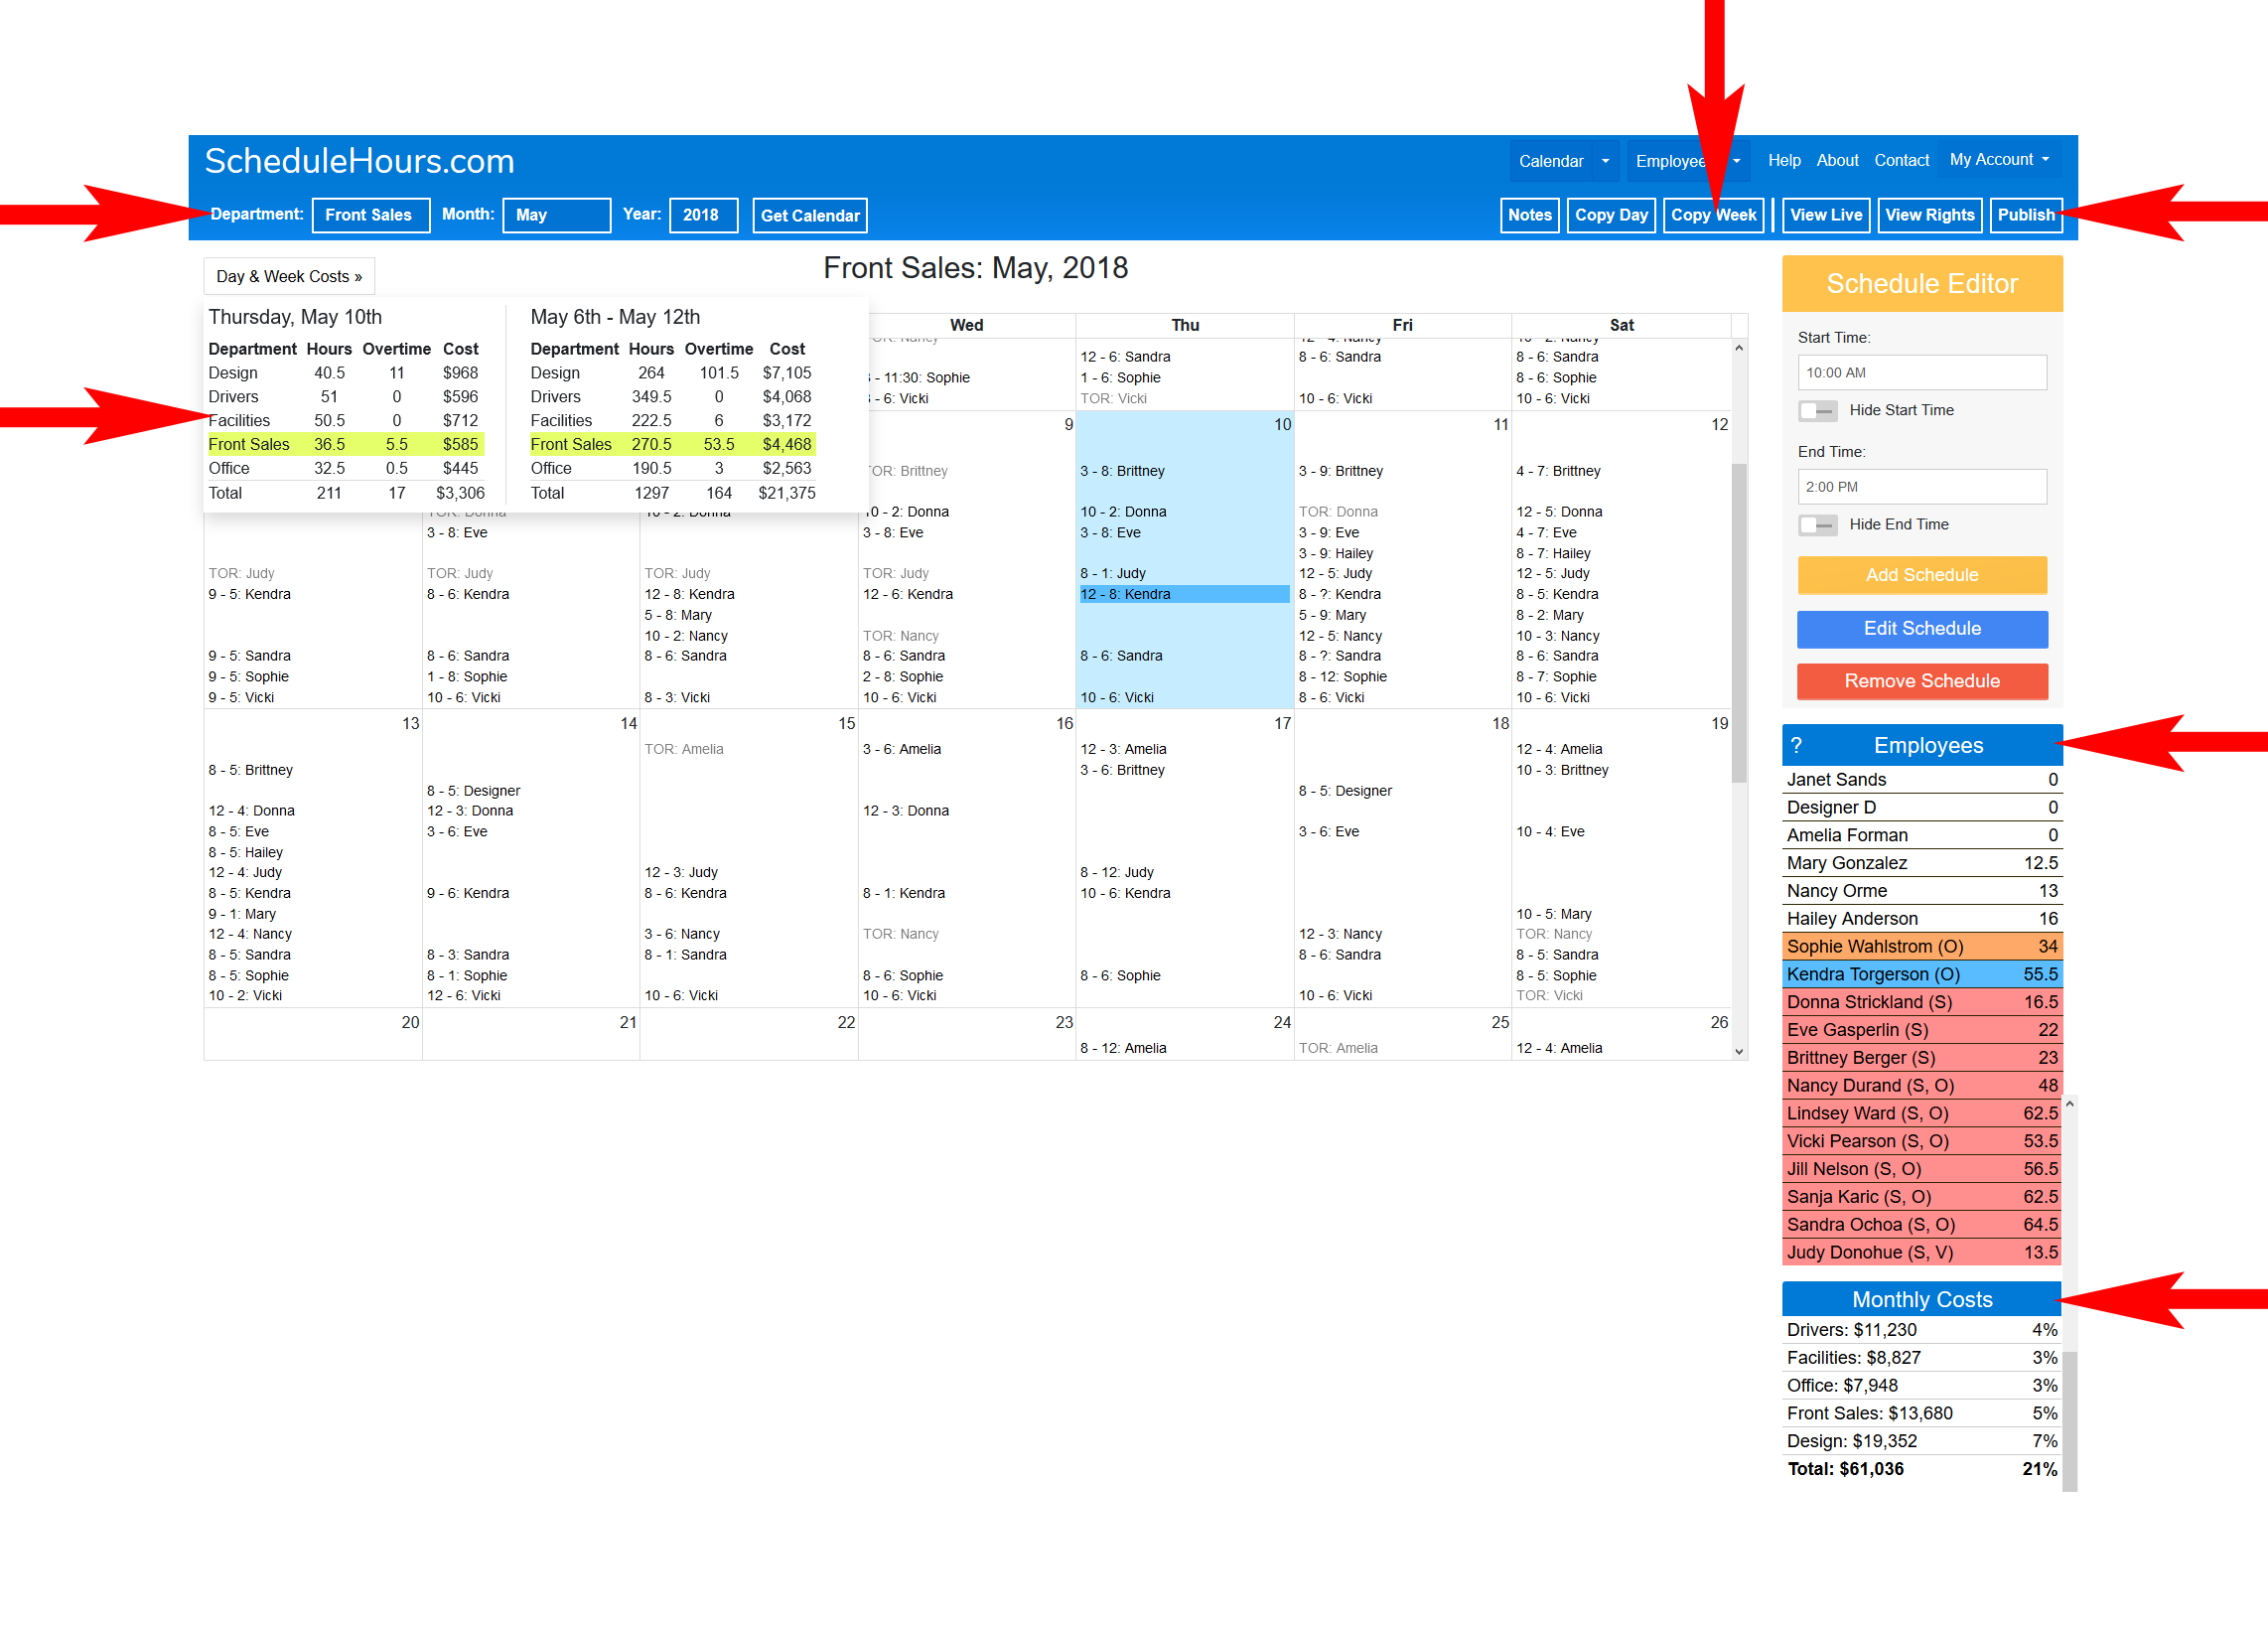 ScheduleHours.com
Calendar Employee Help About Contact My Account
Department: Front Sales Month: May Year: 2018 Get Calendar
Notes Copy Day Copy Week View Live View Rights Publish
Day & Week Costs »
Front Sales: May, 2018
Thursday, May 10th
Department Hours Overtime Cost
Design 40.5 11 $968
Drivers 51 0 $596
Facilities 50.5 0 $712
Front Sales 36.5 5.5 $585
Office 32.5 0.5 $445
Total 211 17 $3,306
May 6th - May 12th
Department Hours Overtime Cost
Design 264 101.5 $7,105
Drivers 349.5 0 $4,068
Facilities 222.5 6 $3,172
Front Sales 270.5 53.5 $4,468
Office 190.5 3 $2,563
Total 1297 164 $21,375
Wed Thu Fri Sat
12 - 6: Sandra 8 - 6: Sandra 8 - 6: Sandra
- 11:30: Sophie 1 - 6: Sophie 8 - 6: Sophie
- 6: Vicki TOR: Vicki 10 - 6: Vicki 10 - 6: Vicki
9 10 11 12
TOR: Brittney 3 - 8: Brittney 3 - 9: Brittney 4 - 7: Brittney
TOR: Donna 10 - 2: Donna 10 - 2: Donna 10 - 2: Donna TOR: Donna 12 - 5: Donna
3 - 8: Eve 3 - 8: Eve 3 - 8: Eve 3 - 9: Eve 4 - 7: Eve
3 - 9: Hailey 8 - 7: Hailey
TOR: Judy TOR: Judy TOR: Judy TOR: Judy 8 - 1: Judy 12 - 5: Judy 12 - 5: Judy
9 - 5: Kendra 8 - 6: Kendra 12 - 8: Kendra 12 - 6: Kendra 12 - 8: Kendra 8 - ?: Kendra 8 - 5: Kendra
5 - 8: Mary 5 - 9: Mary 8 - 2: Mary
10 - 2: Nancy TOR: Nancy 12 - 5: Nancy 10 - 3: Nancy
9 - 5: Sandra 8 - 6: Sandra 8 - 6: Sandra 8 - 6: Sandra 8 - 6: Sandra 8 - ?: Sandra 8 - 6: Sandra
9 - 5: Sophie 1 - 8: Sophie 2 - 8: Sophie 8 - 12: Sophie 8 - 7: Sophie
9 - 5: Vicki 10 - 6: Vicki 8 - 3: Vicki 10 - 6: Vicki 10 - 6: Vicki 8 - 6: Vicki 10 - 6: Vicki
13 14 15 16 17 18 19
TOR: Amelia 3 - 6: Amelia 12 - 3: Amelia 12 - 4: Amelia
8 - 5: Brittney 3 - 6: Brittney 10 - 3: Brittney
8 - 5: Designer 8 - 5: Designer
12 - 4: Donna 12 - 3: Donna 12 - 3: Donna
8 - 5: Eve 3 - 6: Eve 3 - 6: Eve 10 - 4: Eve
8 - 5: Hailey
12 - 4: Judy 12 - 3: Judy 8 - 12: Judy
8 - 5: Kendra 9 - 6: Kendra 8 - 6: Kendra 8 - 1: Kendra 10 - 6: Kendra
9 - 1: Mary 10 - 5: Mary
12 - 4: Nancy 3 - 6: Nancy TOR: Nancy 12 - 3: Nancy TOR: Nancy
8 - 5: Sandra 8 - 3: Sandra 8 - 1: Sandra 8 - 6: Sandra 8 - 5: Sandra
8 - 5: Sophie 8 - 1: Sophie 8 - 6: Sophie 8 - 6: Sophie 8 - 5: Sophie
10 - 2: Vicki 12 - 6: Vicki 10 - 6: Vicki 10 - 6: Vicki 10 - 6: Vicki TOR: Vicki
20 21 22 23 24 25 26
8 - 12: Amelia TOR: Amelia 12 - 4: Amelia
Schedule Editor
Start Time:
10:00 AM
Hide Start Time
End Time:
2:00 PM
Hide End Time
Add Schedule
Edit Schedule
Remove Schedule
? Employees
Janet Sands 0
Designer D 0
Amelia Forman 0
Mary Gonzalez 12.5
Nancy Orme 13
Hailey Anderson 16
Sophie Wahlstrom (O) 34
Kendra Torgerson (O) 55.5
Donna Strickland (S) 16.5
Eve Gasperlin (S) 22
Brittney Berger (S) 23
Nancy Durand (S, O) 48
Lindsey Ward (S, O) 62.5
Vicki Pearson (S, O) 53.5
Jill Nelson (S, O) 56.5
Sanja Karic (S, O) 62.5
Sandra Ochoa (S, O) 64.5
Judy Donohue (S, V) 13.5
Monthly Costs
Drivers: $11,230 4%
Facilities: $8,827 3%
Office: $7,948 3%
Front Sales: $13,680 5%
Design: $19,352 7%
Total: $61,036 21%